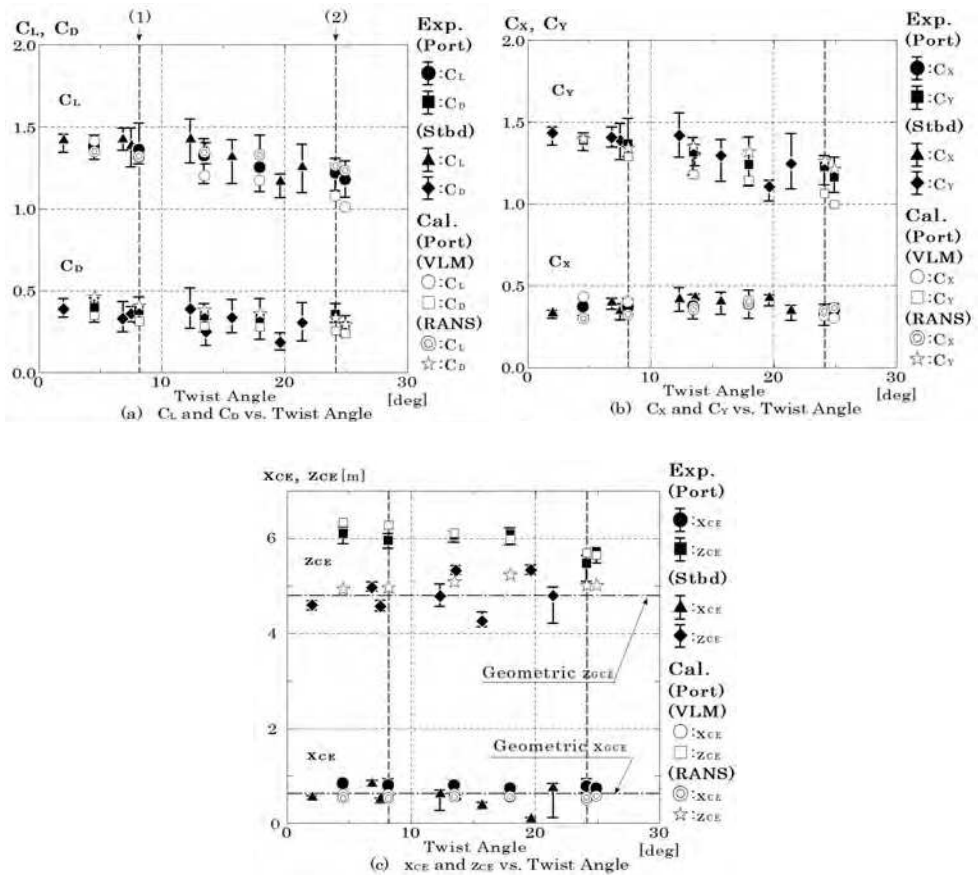 CL, CD
(1)
(2)
2.0
1.5
1.0
0.5
0.0
CL
CD
0
10
20
30
Twist Angle
[deg]
(a) CL and CD vs. Twist Angle
Exp.
(Port)
:CL
:CD
(Stbd)
:CL
:CD
Cal.
(Port)
(VLM)
:CL
:CD
(RANS)
:CL
:CD
CX, CY
2.0
1.5
1.0
0.5
0.0
CY
CX
0
10
20
30
Twist Angle
[deg]
(b) CX and CY vs. Twist Angle
Exp.
(Port)
:CX
:CY
(Stbd)
:CX
:CY
Cal.
(Port)
(VLM)
:CX
:CY
(RANS)
:CX
:CY
XCE, ZCE [m]
6
4
2
0
ZCE
XCE
Geometric ZGCE
Geometric XGCE
0
10
20
30
Twist Angle
[deg]
(c) XCE and ZCE vs. Twist Angle
Exp.
(Port)
:XCE
:ZCE
(Stbd)
:XCE
:ZCE
Cal.
(Port)
(VLM)
:XCE
:ZCE
(RANS)
:XCE
:ZCE